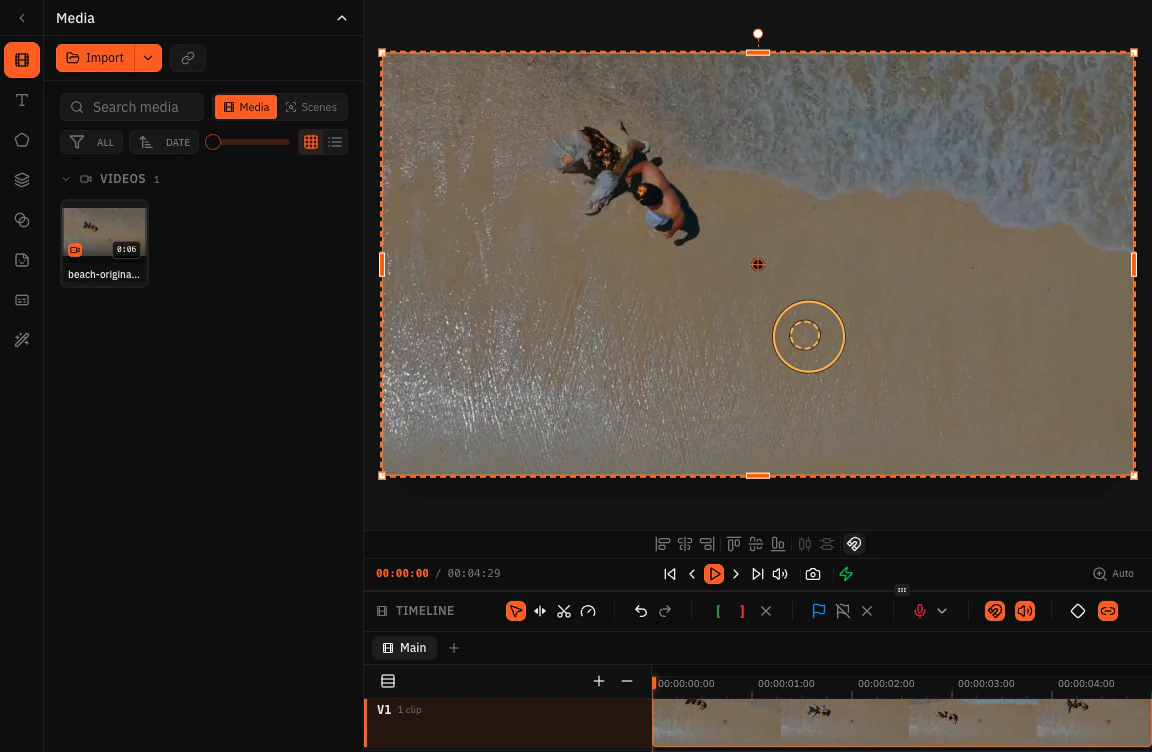 Media
Import
Search media
Media
Scenes
ALL
DATE
VIDEOS 1
0:06
beach-origina...
00:00:00 / 00:04:29
Auto
TIMELINE
Main
00:00:00:00
00:00:01:00
00:00:02:00
00:00:03:00
00:00:04:00
V1 1 clip